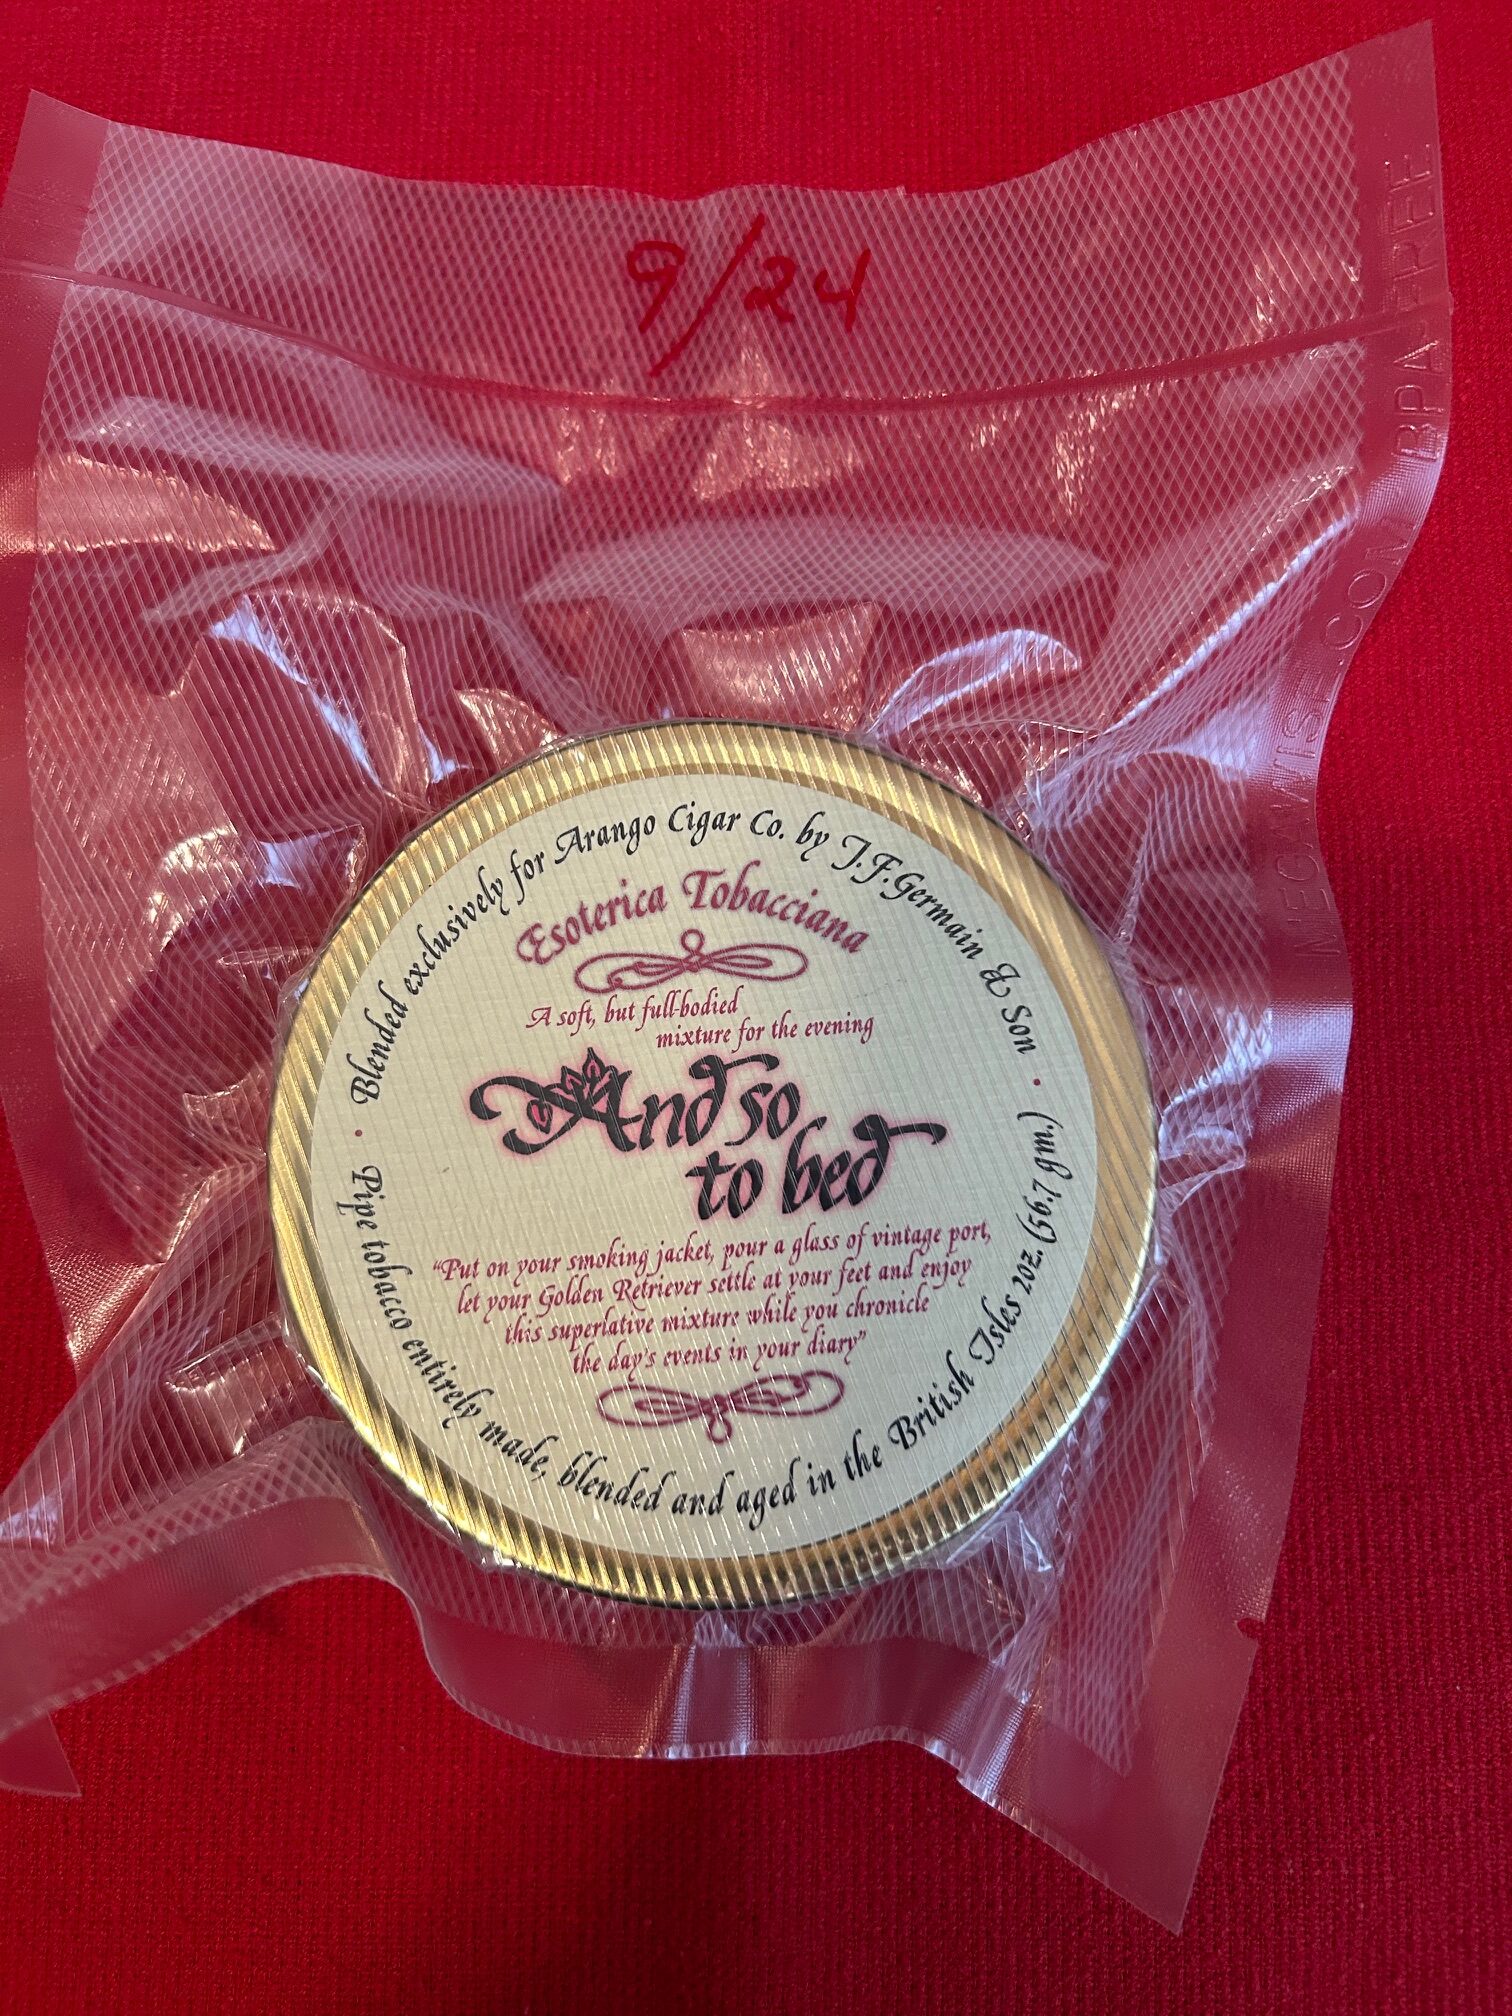 9/24
BPA FREE
Blended exclusively for Arango Cigar Co. by J.F. Germain & Son
Esoterica Tobacciana
A soft, but full-bodied
mixture for the evening
And so
to bed
"Put on your smoking jacket, pour a glass of vintage port,
let your Golden Retriever settle at your feet and enjoy
this superlative mixture while you chronicle
the day's events in your diary"
Pipe tobacco entirely made, blended and aged in the British Isles 2oz. (56.7 gm.)